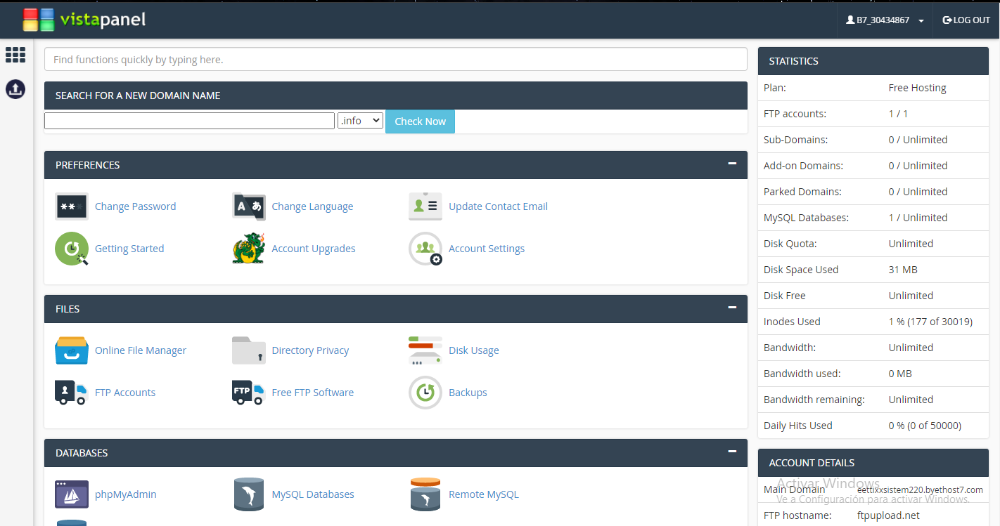 vistapanel
B7_30434867
LOG OUT
Find functions quickly by typing here.
SEARCH FOR A NEW DOMAIN NAME
.info
Check Now
PREFERENCES
Change Password
A あ
Change Language
Update Contact Email
Getting Started
Account Upgrades
Account Settings
FILES
Online File Manager
Directory Privacy
Disk Usage
FTP Accounts
FTP
Free FTP Software
Backups
DATABASES
phpMyAdmin
MySQL Databases
Remote MySQL
STATISTICS
Plan: Free Hosting
FTP accounts: 1 / 1
Sub-Domains: 0 / Unlimited
Add-on Domains: 0 / Unlimited
Parked Domains: 0 / Unlimited
MySQL Databases: 1 / Unlimited
Disk Quota: Unlimited
Disk Space Used 31 MB
Disk Free Unlimited
Inodes Used 1 % (177 of 30019)
Bandwidth: Unlimited
Bandwidth used: 0 MB
Bandwidth remaining: Unlimited
Daily Hits Used 0 % (0 of 50000)
ACCOUNT DETAILS
Main Domain eettixxsistem220.byethost7.com
FTP hostname: ftpupload.net
Activar Windows
Ve a Configuración para activar Windows.